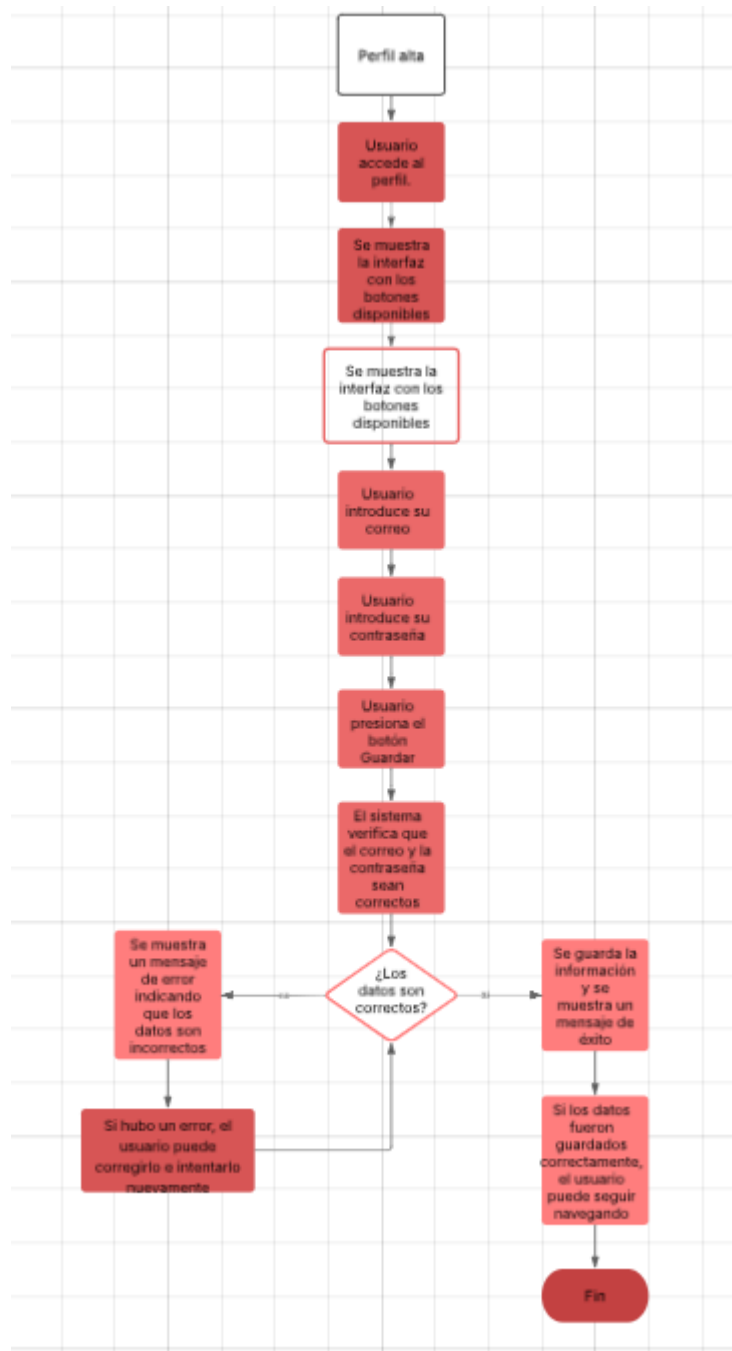 Perfil alta
Usuario
accede al
perfil.
Se muestra
la interfaz
con los
botones
disponibles
Se muestra la
interfaz con los
botones
disponibles
Usuario
introduce su
correo
Usuario
introduce su
contraseña
Usuario
presiona el
botón
Guardar
El sistema
verifica que
el correo y la
contraseña
sean
correctos
¿Los
datos son
correctos?
Se muestra
un mensaje
de error
indicando
que los
datos son
incorrectos
Si hubo un error, el
usuario puede
corregirlo e intentarlo
nuevamente
Se guarda la
información
y se
muestra un
mensaje de
éxito
Si los datos
fueron
guardados
correctamente,
el usuario
puede seguir
navegando
Fin